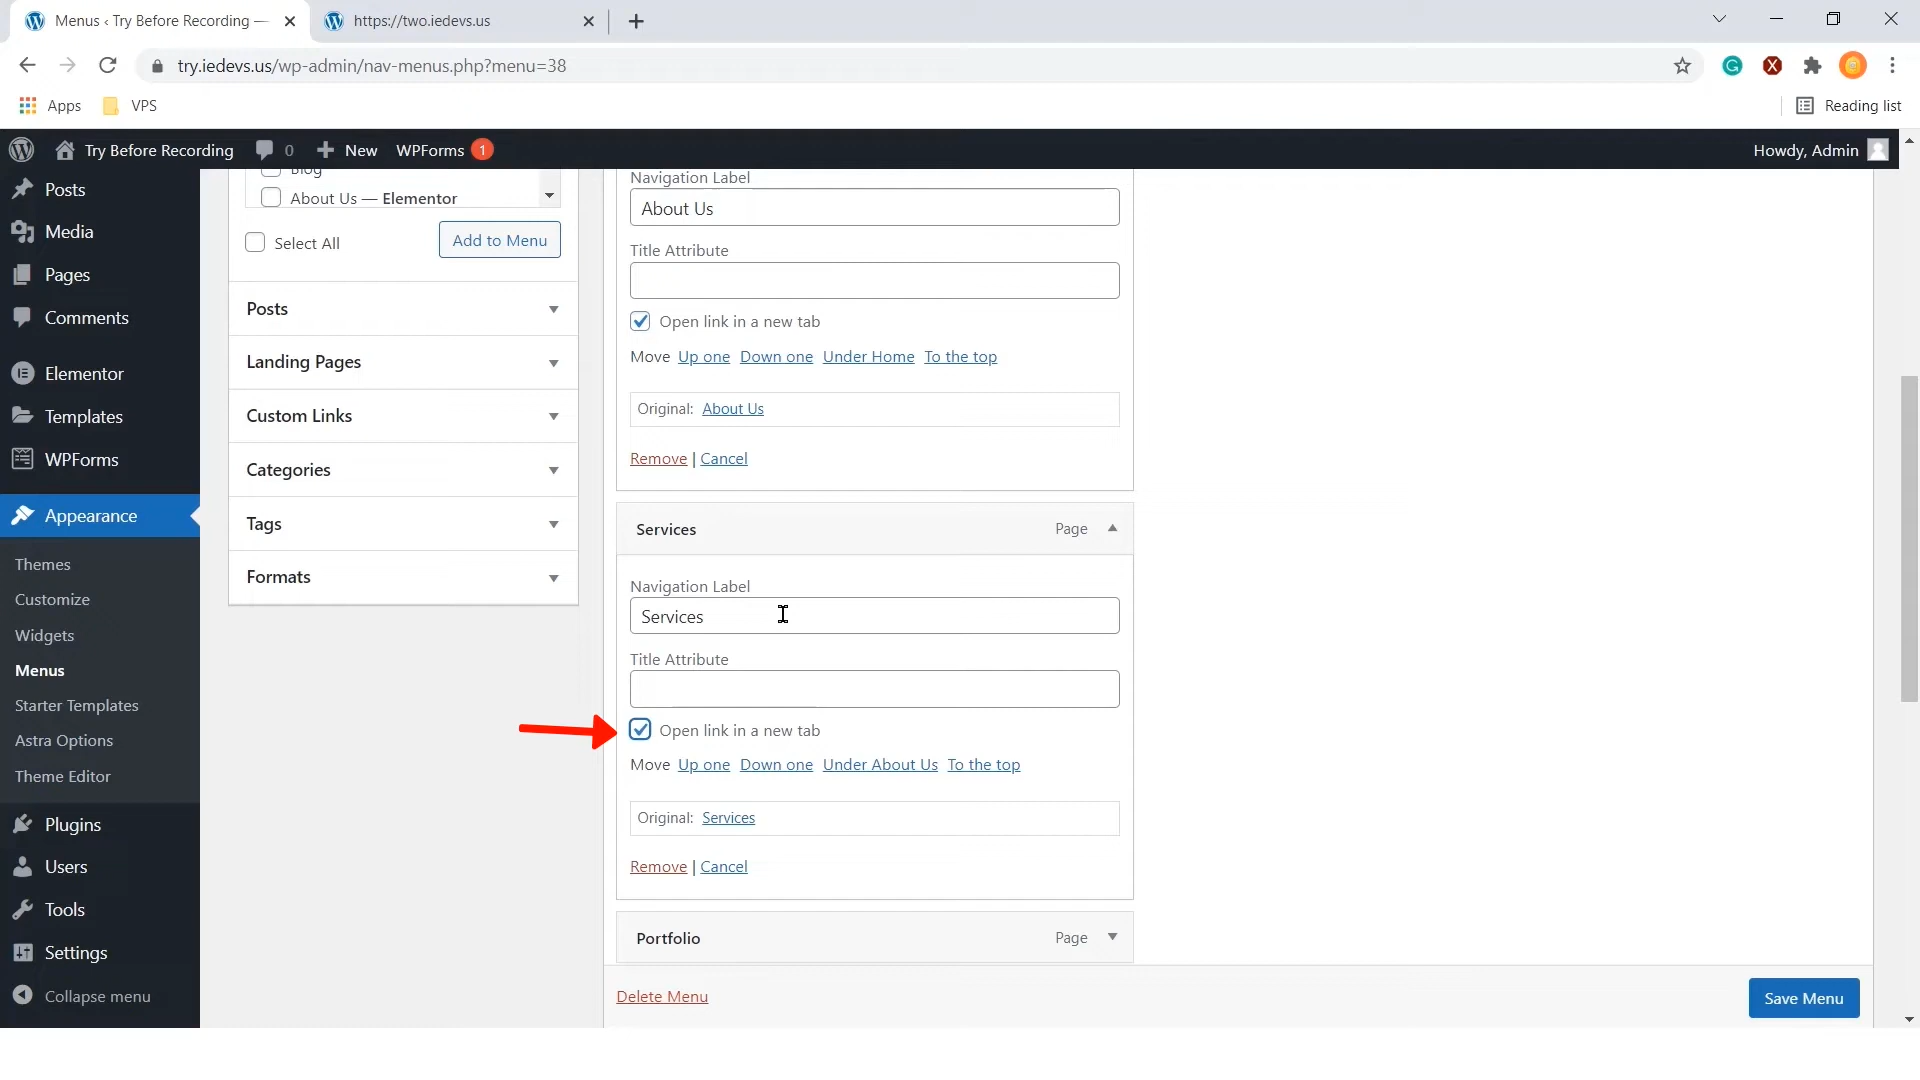 Menus ‹ Try Before Recording —
https://two.iedevs.us
try.iedevs.us/wp-admin/nav-menus.php?menu=38
Apps
VPS
Reading list
Try Before Recording
0
New
WPForms
1
Howdy, Admin
Posts
Media
Pages
Comments
Elementor
Templates
WPForms
Appearance
Themes
Customize
Widgets
Menus
Starter Templates
Astra Options
Theme Editor
Plugins
Users
Tools
Settings
Collapse menu
Blog
About Us — Elementor
Select All
Add to Menu
Posts
Landing Pages
Custom Links
Categories
Tags
Formats
Navigation Label
About Us
Title Attribute
Open link in a new tab
Move Up one Down one Under Home To the top
Original: About Us
Remove | Cancel
Services
Page
Navigation Label
Services
Title Attribute
Open link in a new tab
Move Up one Down one Under About Us To the top
Original: Services
Remove | Cancel
Portfolio
Page
Delete Menu
Save Menu